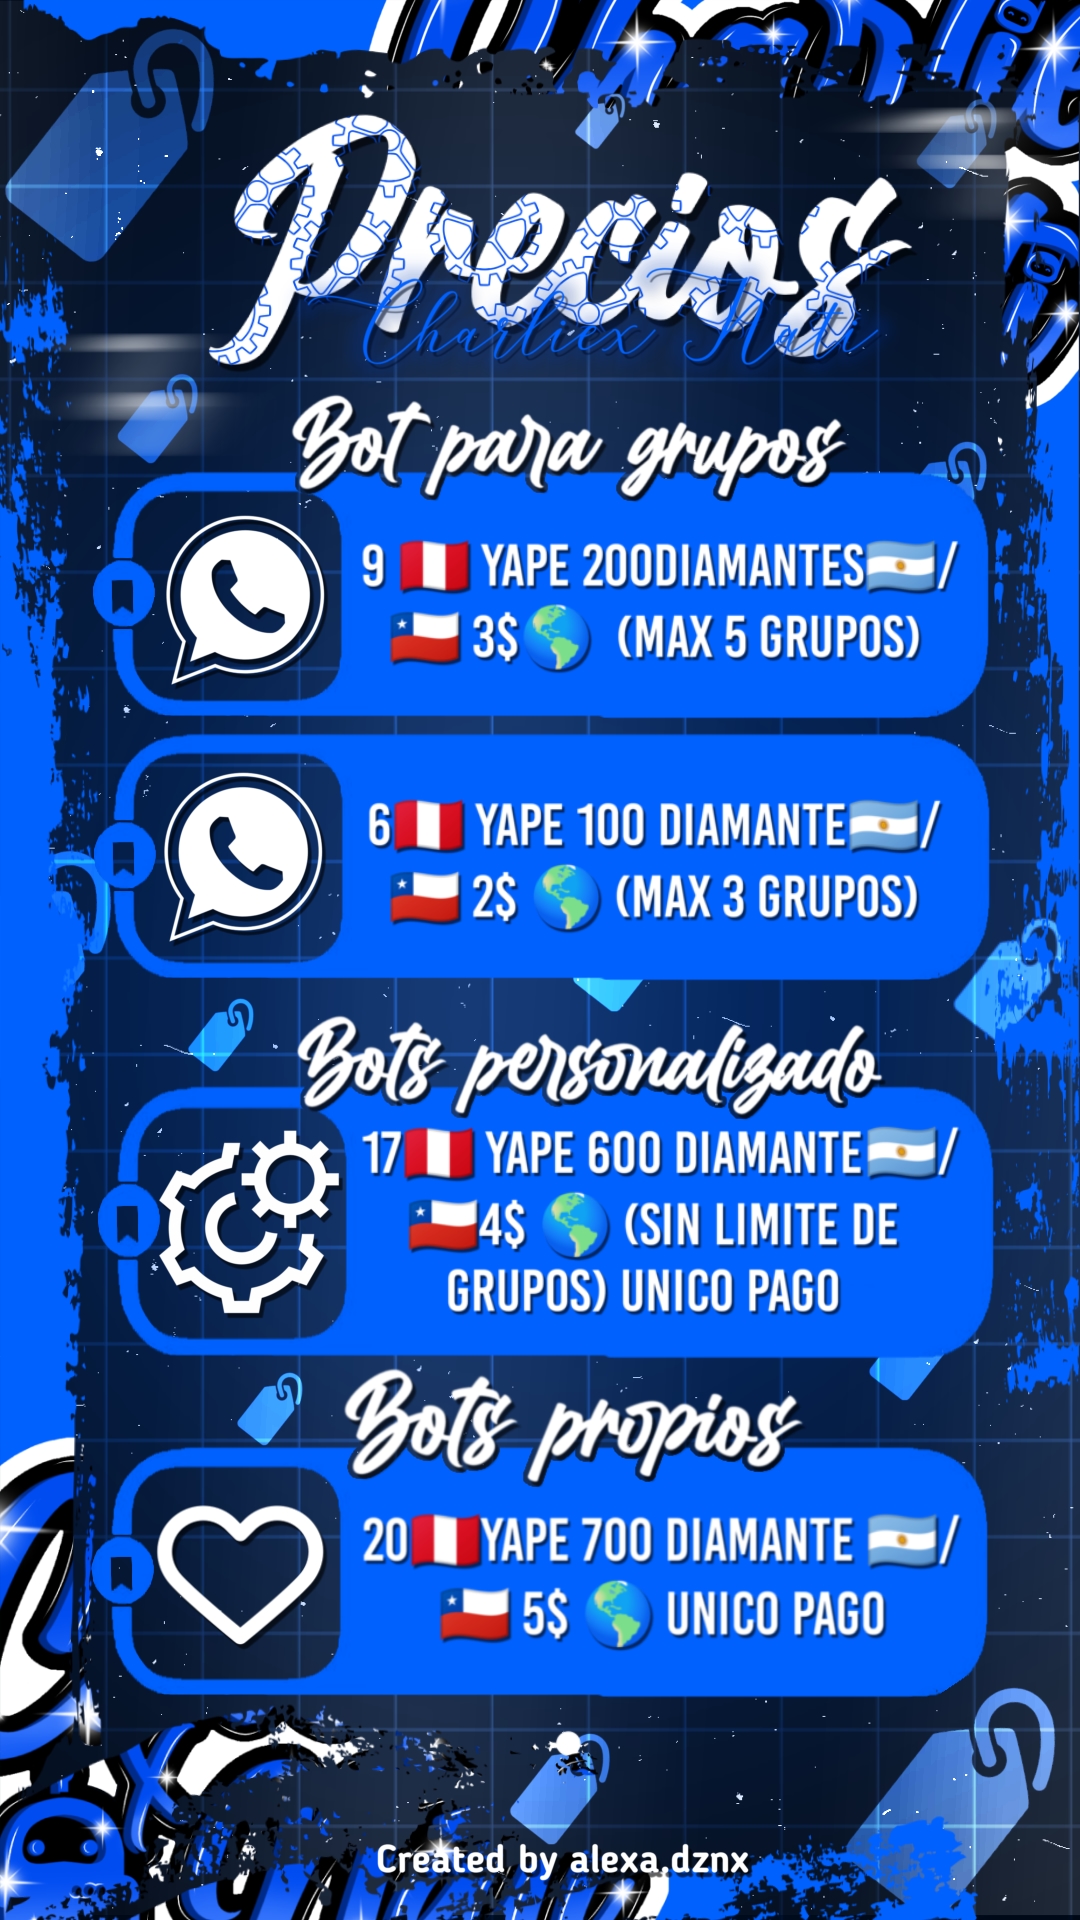 Precios
Charliex Nati
Bot para grupos
9 🇵🇪 YAPE 200DIAMANTES🇦🇷/
🇨🇱 3$🌎 (MAX 5 GRUPOS)
6🇵🇪 YAPE 100 DIAMANTE🇦🇷/
🇨🇱 2$ 🌎 (MAX 3 GRUPOS)
Bots personalizado
17🇵🇪 YAPE 600 DIAMANTE🇦🇷/
🇨🇱4$ 🌎 (SIN LIMITE DE
GRUPOS) UNICO PAGO
Bots propios
20🇵🇪YAPE 700 DIAMANTE 🇦🇷/
🇨🇱 5$ 🌎 UNICO PAGO
Created by alexa.dznx